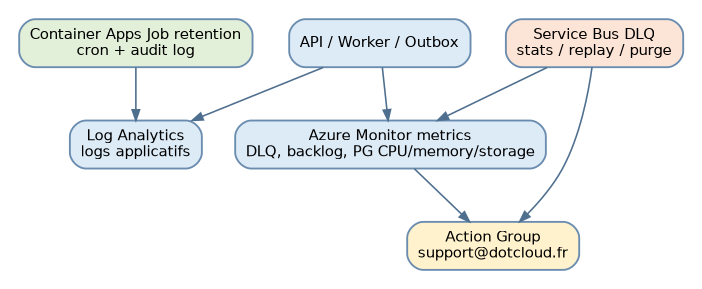 Container Apps Job retention
cron + audit log
API / Worker / Outbox
Service Bus DLQ
stats / replay / purge
Log Analytics
logs applicatifs
Azure Monitor metrics
DLQ, backlog, PG CPU/memory/storage
Action Group
support@dotcloud.fr